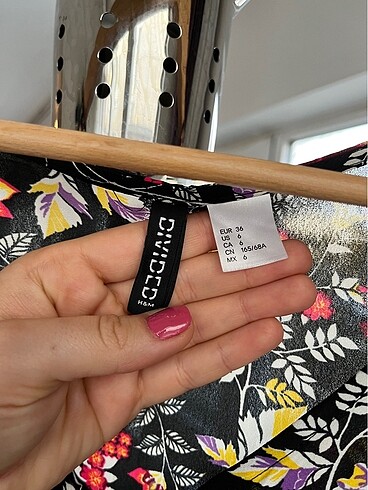 DIVIDED
H&M
EUR 36
US 6
CA 6
CN 165/68A
MX 6